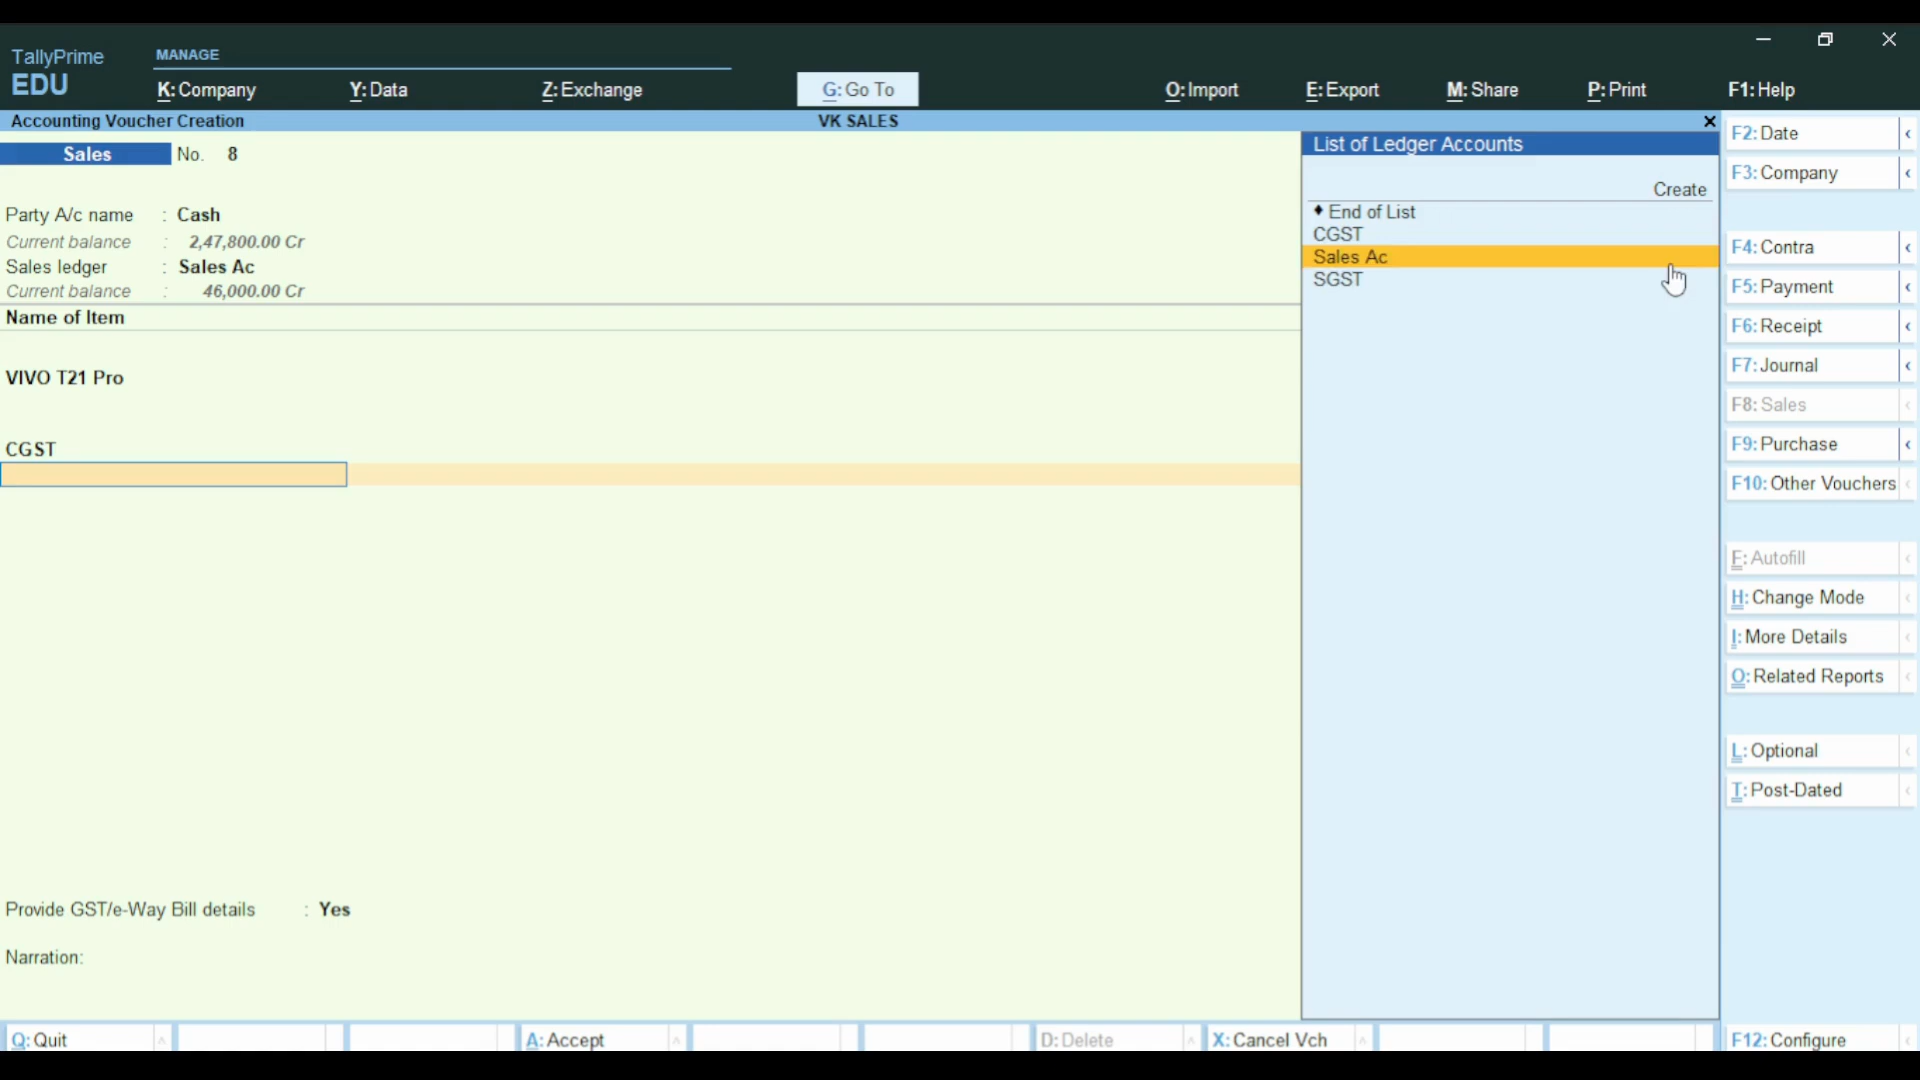 TallyPrime
EDU
MANAGE
K: Company
Y: Data
Z: Exchange
G: Go To
O: Import
E: Export
M: Share
P: Print
F1: Help
Accounting Voucher Creation
VK SALES
Sales
No. 8
Party A/c name : Cash
Current balance : 2,47,800.00 Cr
Sales ledger : Sales Ac
Current balance : 46,000.00 Cr
Name of Item
VIVO T21 Pro
CGST
Provide GST/e-Way Bill details : Yes
Narration:
List of Ledger Accounts
Create
♦ End of List
CGST
Sales Ac
SGST
F2: Date
F3: Company
F4: Contra
F5: Payment
F6: Receipt
F7: Journal
F8: Sales
F9: Purchase
F10: Other Vouchers
F: Autofill
H: Change Mode
I: More Details
O: Related Reports
L: Optional
T: Post-Dated
Q: Quit
A: Accept
D: Delete
X: Cancel Vch
F12: Configure